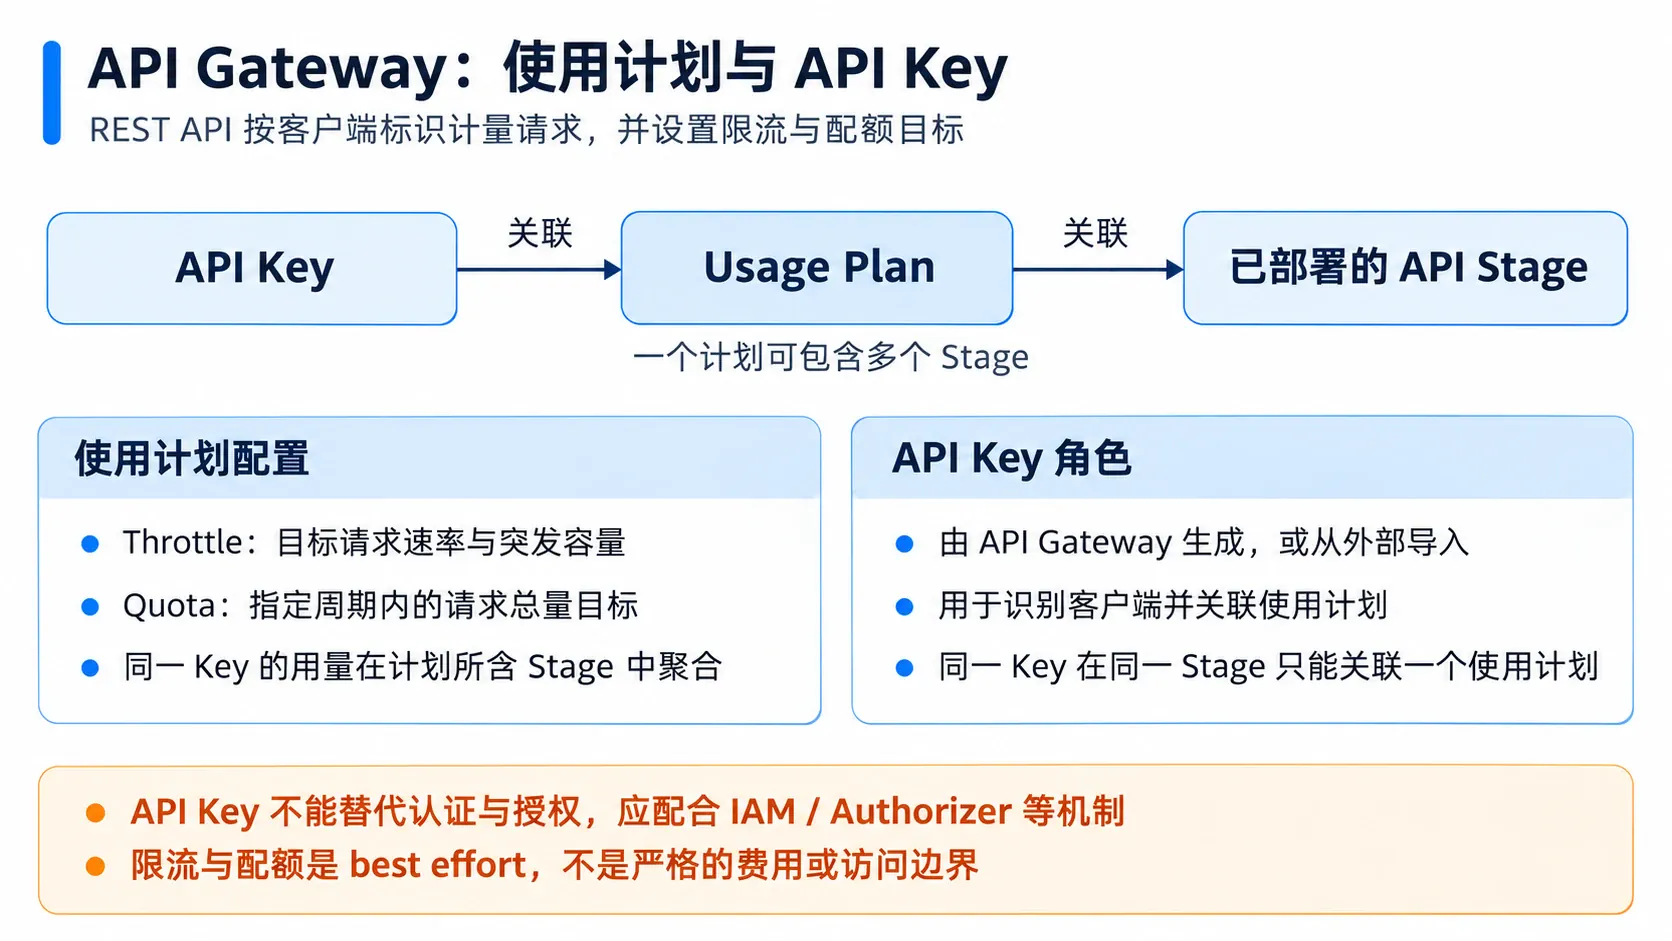 API Gateway：使用计划与 API Key
REST API 按客户端标识计量请求，并设置限流与配额目标
API Key
关联
Usage Plan
关联
已部署的 API Stage
一个计划可包含多个 Stage
使用计划配置
Throttle：目标请求速率与突发容量
Quota：指定周期内的请求总量目标
同一 Key 的用量在计划所含 Stage 中聚合
API Key 角色
由 API Gateway 生成，或从外部导入
用于识别客户端并关联使用计划
同一 Key 在同一 Stage 只能关联一个使用计划
API Key 不能替代认证与授权，应配合 IAM / Authorizer 等机制
限流与配额是 best effort，不是严格的费用或访问边界